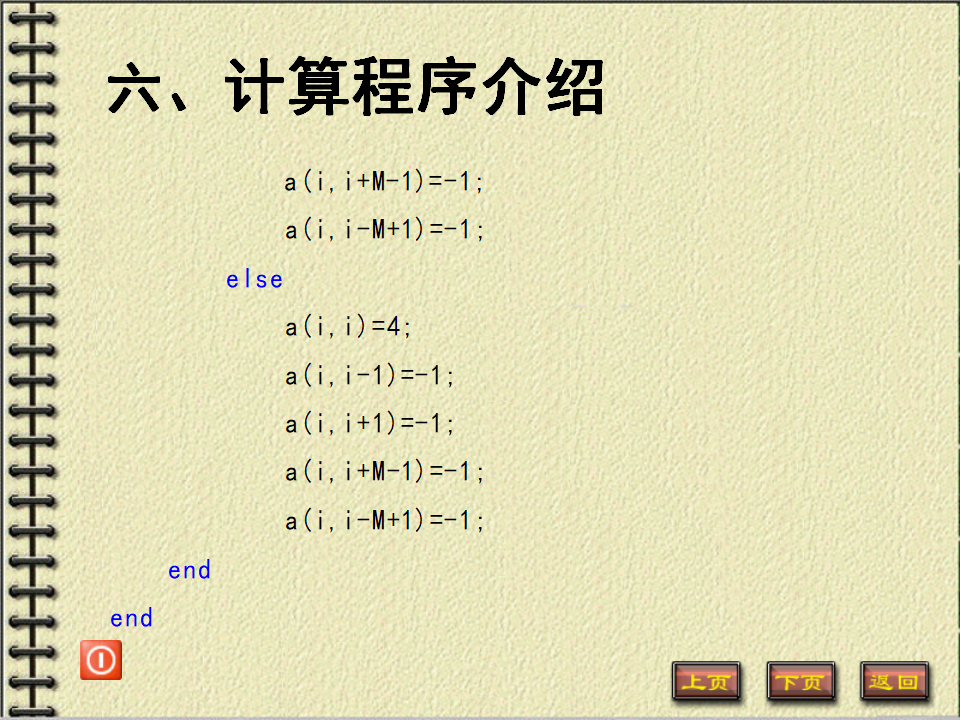 六、计算程序介绍
a(i,i+M-1)=-1;
a(i,i-M+1)=-1;
else
a(i,i)=4;
a(i,i-1)=-1;
a(i,i+1)=-1;
a(i,i+M-1)=-1;
a(i,i-M+1)=-1;
end
end
上页 下页 返回